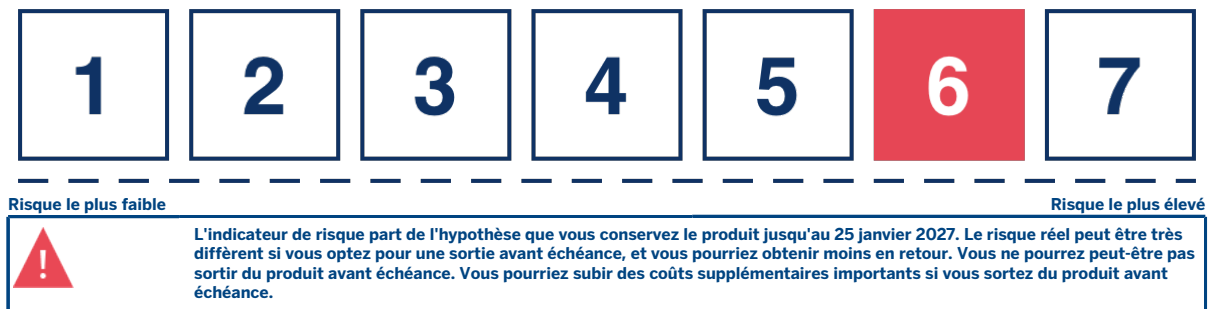 1 2 3 4 5 6 7
Risque le plus faible Risque le plus élevé
!
L'indicateur de risque part de l'hypothèse que vous conservez le produit jusqu'au 25 janvier 2027. Le risque réel peut être très
diffèrent si vous optez pour une sortie avant échéance, et vous pourriez obtenir moins en retour. Vous ne pourrez peut-être pas
sortir du produit avant échéance. Vous pourriez subir des coûts supplémentaires importants si vous sortez du produit avant
échéance.